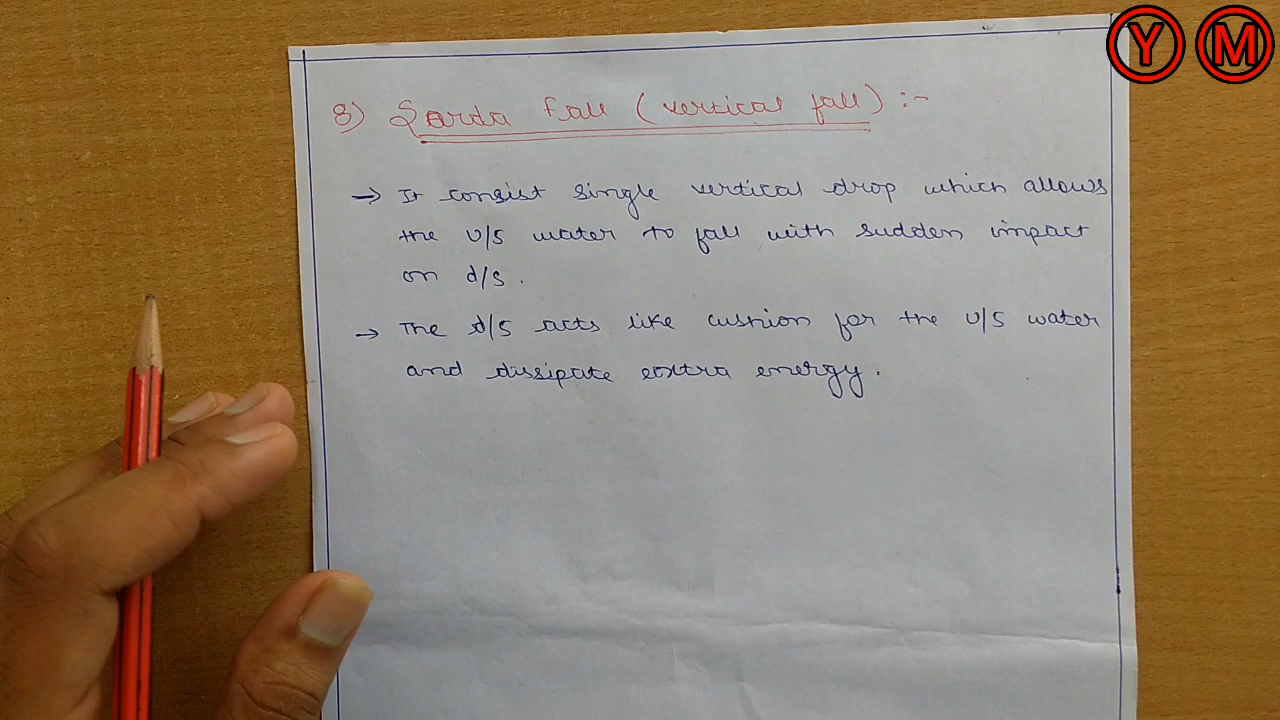 Y M
8) Sarda fall (vertical fall) :-
→ It consist single vertical drop which allows
the U/S water to fall with sudden impact
on d/s.
→ The d/s acts like cushion for the U/S water
and dissipate extra energy.